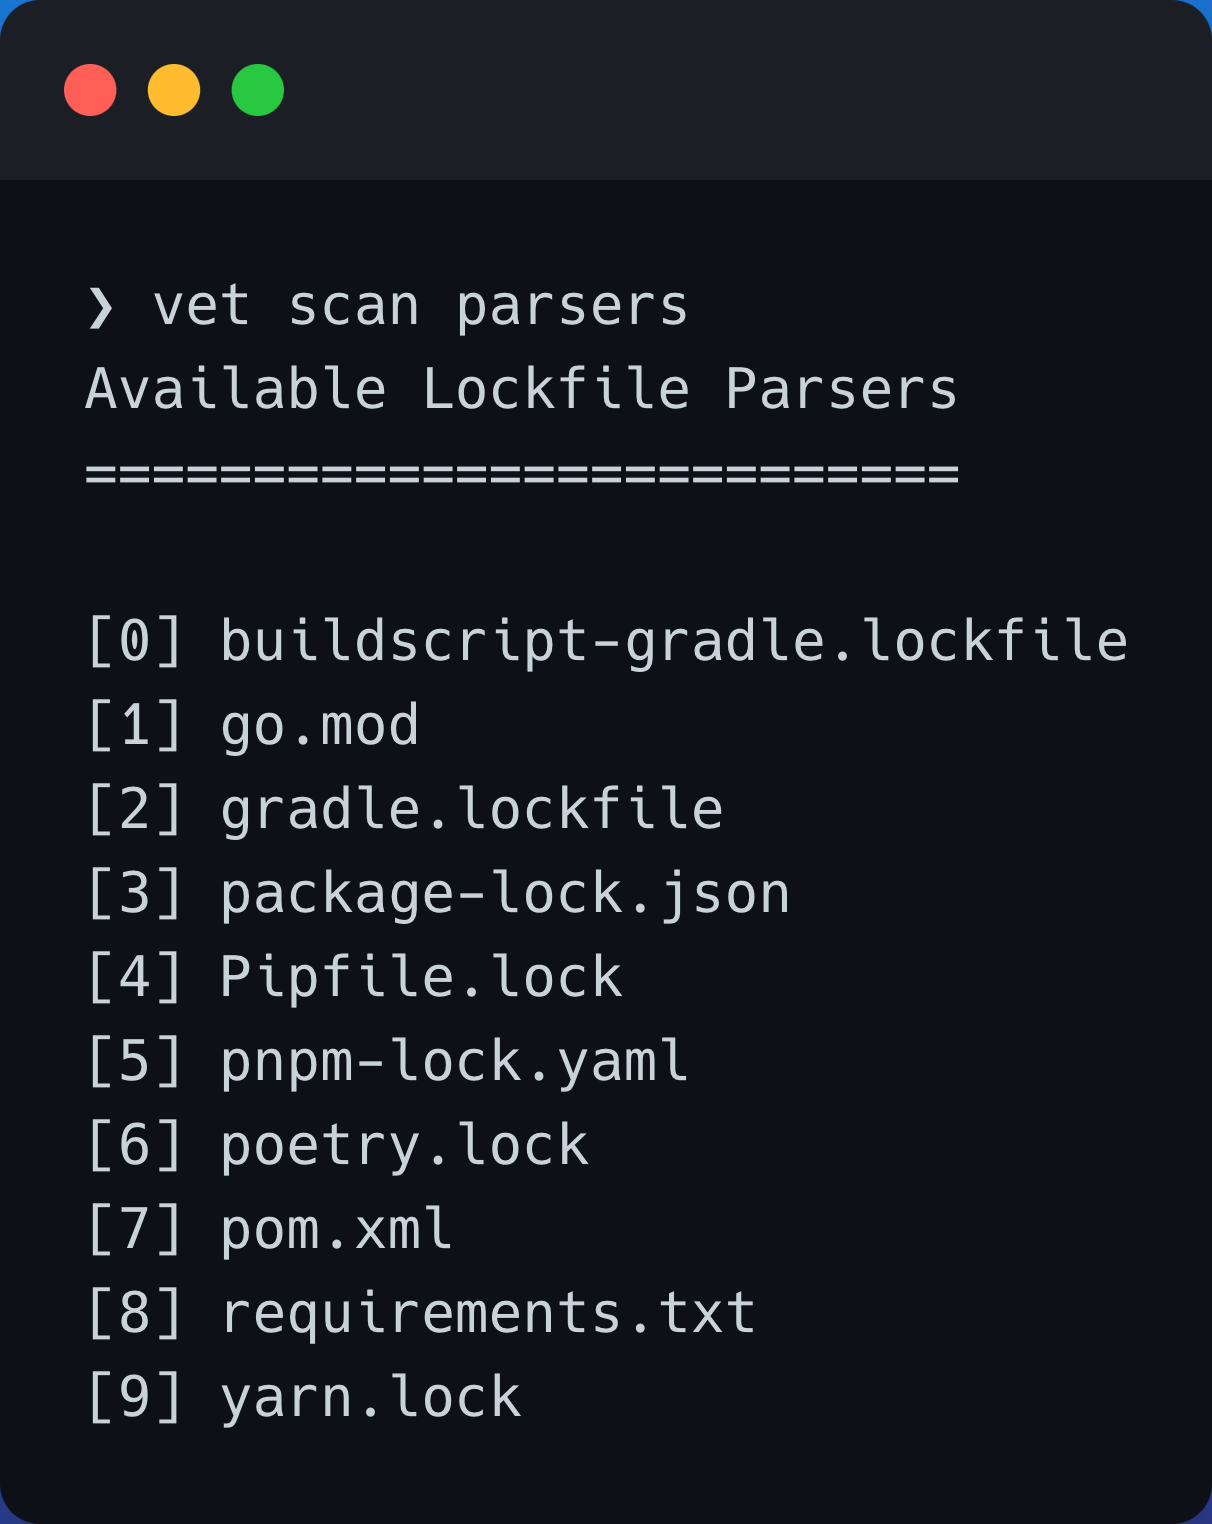 ❯ vet scan parsers
Available Lockfile Parsers
==========================
[0] buildscript-gradle.lockfile
[1] go.mod
[2] gradle.lockfile
[3] package-lock.json
[4] Pipfile.lock
[5] pnpm-lock.yaml
[6] poetry.lock
[7] pom.xml
[8] requirements.txt
[9] yarn.lock